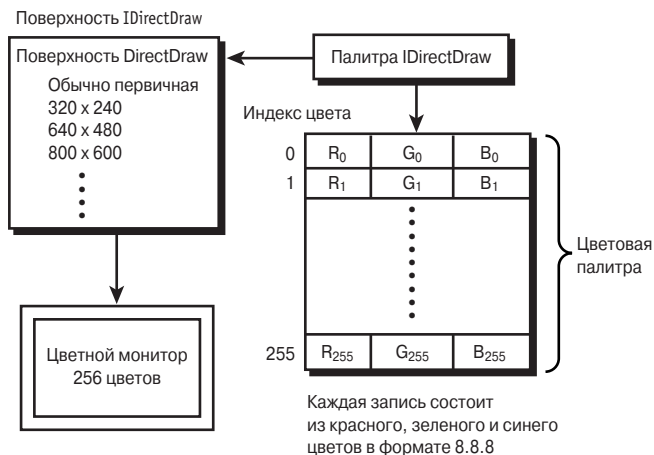 Поверхность IDirectDraw
Поверхность DirectDraw
Обычно первичная
320 x 240
640 x 480
800 x 600
Палитра IDirectDraw
Индекс цвета
0 R0 G0 B0
1 R1 G1 B1
255 R255 G255 B255
Цветовая
палитра
Цветной монитор
256 цветов
Каждая запись состоит
из красного, зеленого и синего
цветов в формате 8.8.8